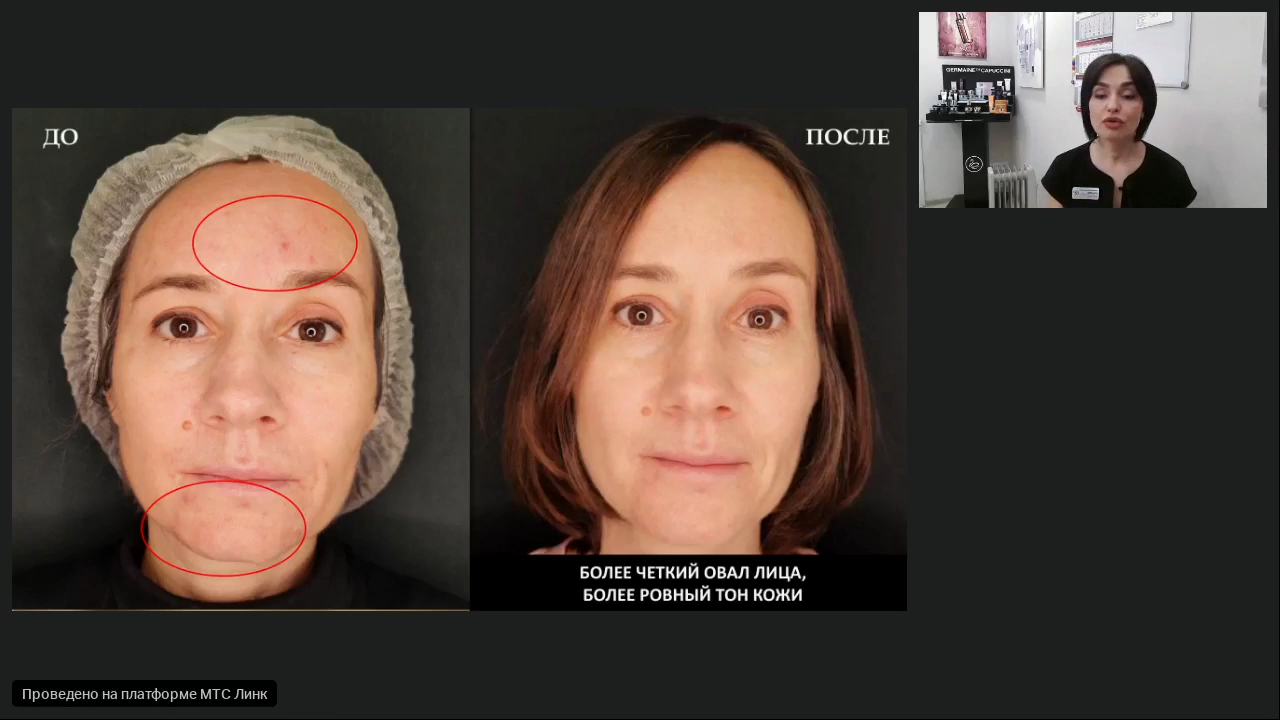 ДО
ПОСЛЕ
БОЛЕЕ ЧЕТКИЙ ОВАЛ ЛИЦА,
БОЛЕЕ РОВНЫЙ ТОН КОЖИ
GERMAINE DE CAPUCCINI
Проведено на платформе МТС Линк